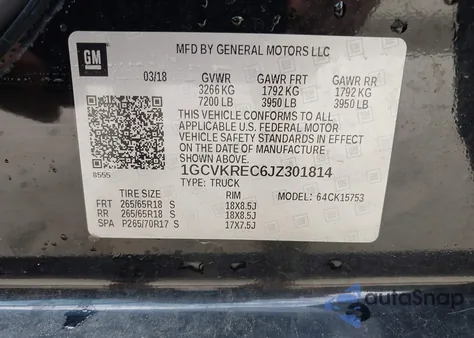 GM
MFD BY GENERAL MOTORS LLC
03/18 GVWR GAWR FRT GAWR RR
3266 KG 1792 KG 1792 KG
7200 LB 3950 LB 3950 LB
THIS VEHICLE CONFORMS TO ALL
APPLICABLE U.S. FEDERAL MOTOR
VEHICLE SAFETY STANDARDS IN EFFECT
ON THE DATE OF MANUFACTURE
SHOWN ABOVE.
1GCVKREC6JZ301814
8555
TYPE: TRUCK MODEL: 64CK15753
TIRE SIZE RIM
FRT 265/65R18 S 18X8.5J
RR 265/65R18 S 18X8.5J
SPA P265/70R17 S 17X7.5J
autoSnap